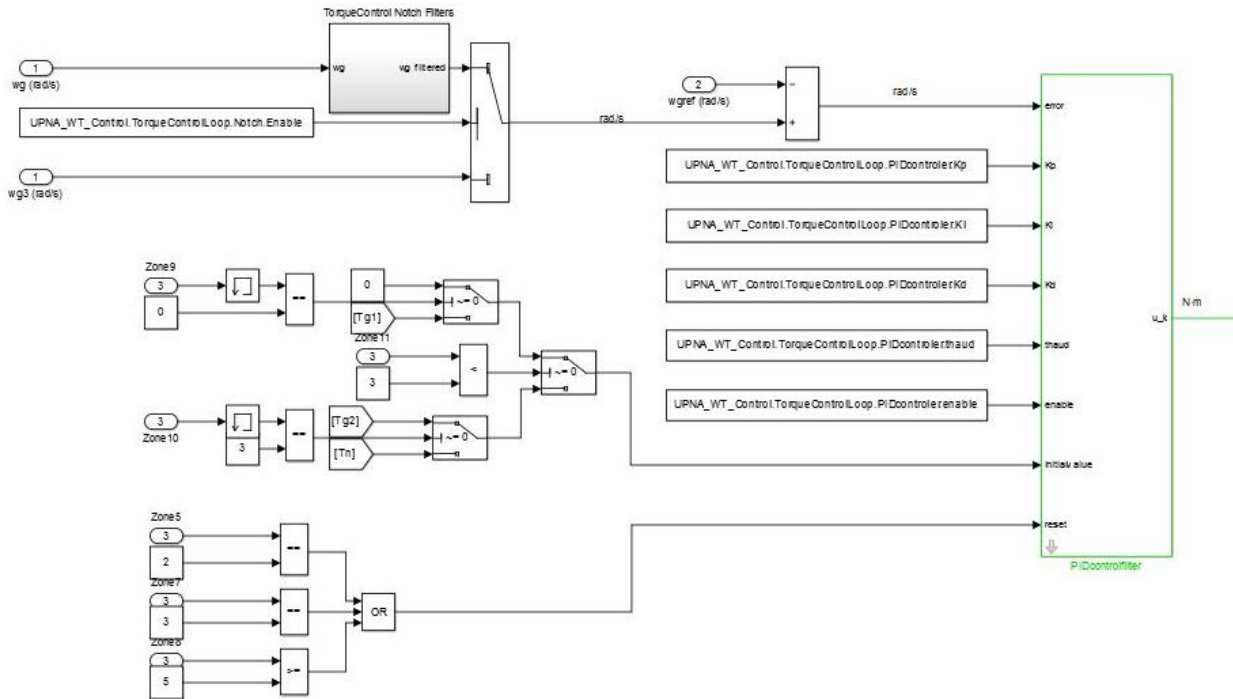 TorqueControl Notch Filters
1
wg (rad/s)
wg
wg filtered
UPNA_WT_Control.TorqueControlLoop.Notch.Enable
1
wg3 (rad/s)
rad/s
2
wgref (rad/s)
−
+
rad/s
error
UPNA_WT_Control.TorqueControlLoop.PIDcontroler.Kp
Kp
UPNA_WT_Control.TorqueControlLoop.PIDcontroler.KI
KI
UPNA_WT_Control.TorqueControlLoop.PIDcontroler.Kd
Kd
UPNA_WT_Control.TorqueControlLoop.PIDcontroler.thaud
thaud
UPNA_WT_Control.TorqueControlLoop.PIDcontroler.enable
enable
initialvalue
reset
u_k
N·m
PIDcontrolfilter
Zone9
3
0
==
0
[Tg1]
~= 0
Zone11
3
3
<
~= 0
3
Zone10
3
==
[Tg2]
[Tn]
~= 0
Zone5
3
2
==
Zone7
3
3
==
Zone8
3
5
>=
OR